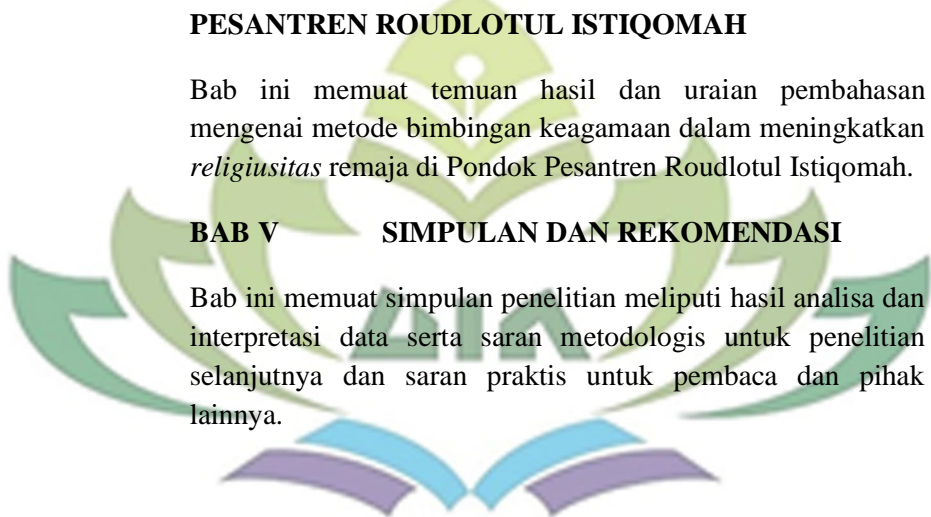 PESANTREN ROUDLOTUL ISTIQOMAH
Bab ini memuat temuan hasil dan uraian pembahasan
mengenai metode bimbingan keagamaan dalam meningkatkan
religiusitas remaja di Pondok Pesantren Roudlotul Istiqomah.
BAB V SIMPULAN DAN REKOMENDASI
Bab ini memuat simpulan penelitian meliputi hasil analisa dan
interpretasi data serta saran metodologis untuk penelitian
selanjutnya dan saran praktis untuk pembaca dan pihak
lainnya.